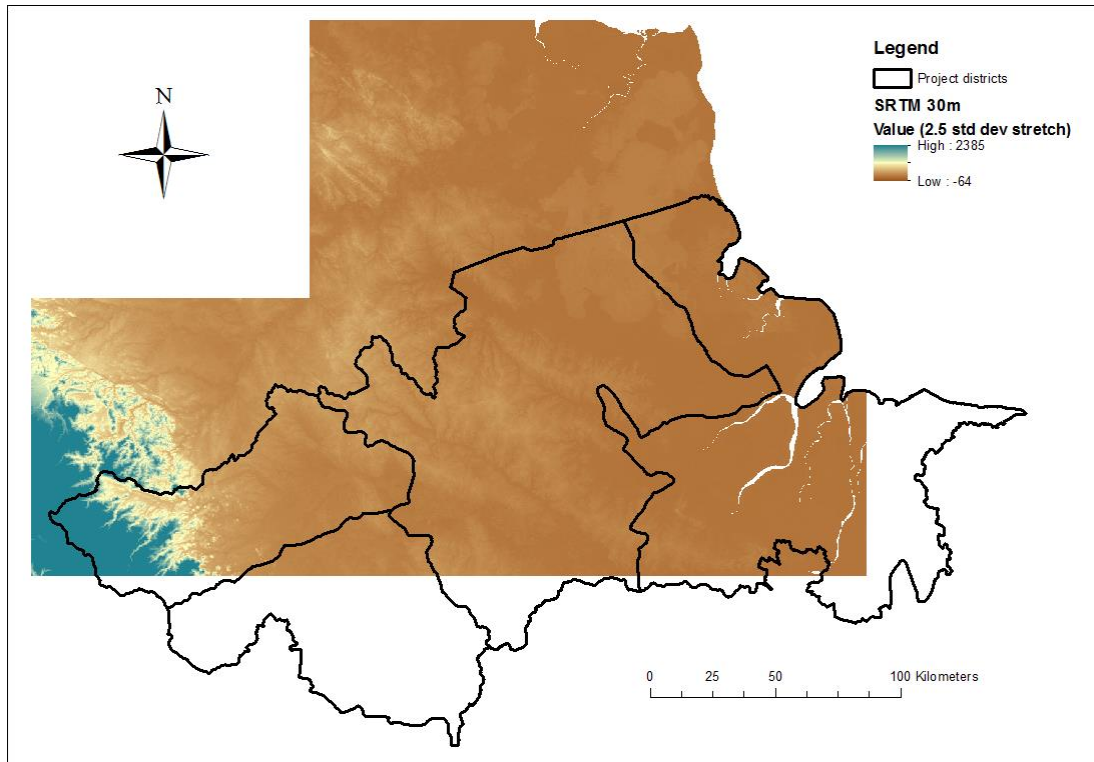 N
Legend
Project districts
SRTM 30m
Value (2.5 std dev stretch)
High : 2385
Low : -64
0 25 50 100 Kilometers